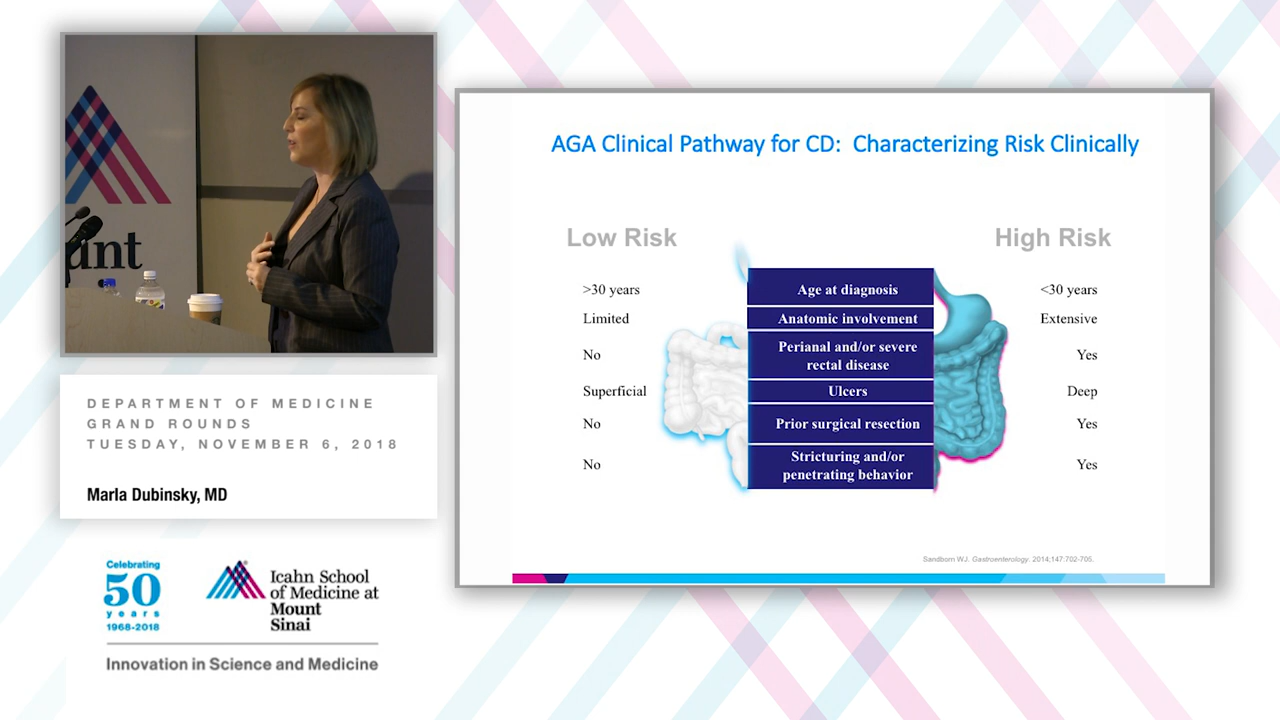 unt
DEPARTMENT OF MEDICINE
GRAND ROUNDS
TUESDAY, NOVEMBER 6, 2018
Marla Dubinsky, MD
Celebrating
50
years
1968-2018
Icahn School
of Medicine at
Mount
Sinai
Innovation in Science and Medicine
AGA Clinical Pathway for CD: Characterizing Risk Clinically
Low Risk High Risk
>30 years Age at diagnosis <30 years
Limited Anatomic involvement Extensive
Perianal and/or severe
No rectal disease Yes
Superficial Ulcers Deep
No Prior surgical resection Yes
Stricturing and/or
No penetrating behavior Yes
Sandborn WJ. Gastroenterology. 2014;147:702-705.